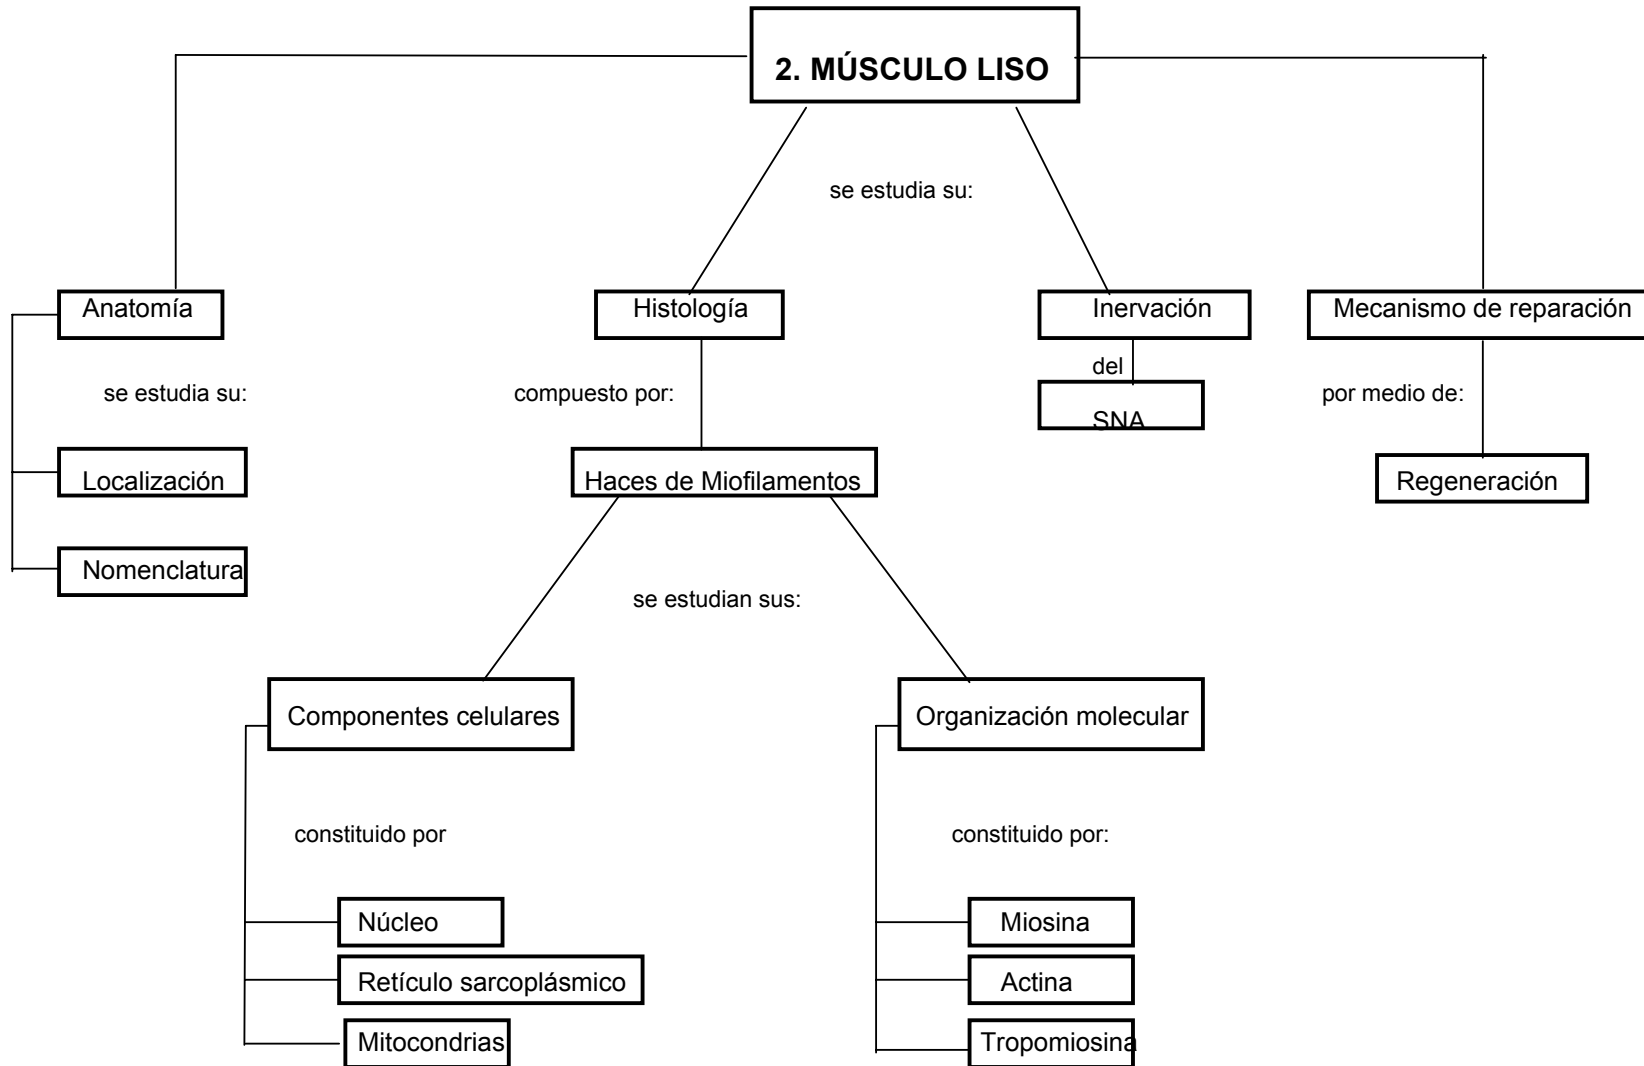 2. MÚSCULO LISO
se estudia su:
Anatomía
Histología
Inervación
Mecanismo de reparación
del
se estudia su:
compuesto por:
por medio de:
SNA
Localización
Haces de Miofilamentos
Regeneración
Nomenclatura
se estudian sus:
Componentes celulares
Organización molecular
constituido por
constituido por:
Núcleo
Miosina
Retículo sarcoplásmico
Actina
Mitocondrias
Tropomiosina